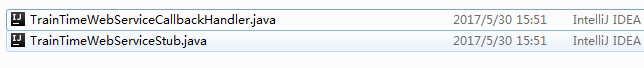 TrainTimeWebServiceCallbackHandler.java 2017/5/30 15:51 IntelliJ IDEA
TrainTimeWebServiceStub.java 2017/5/30 15:51 IntelliJ IDEA